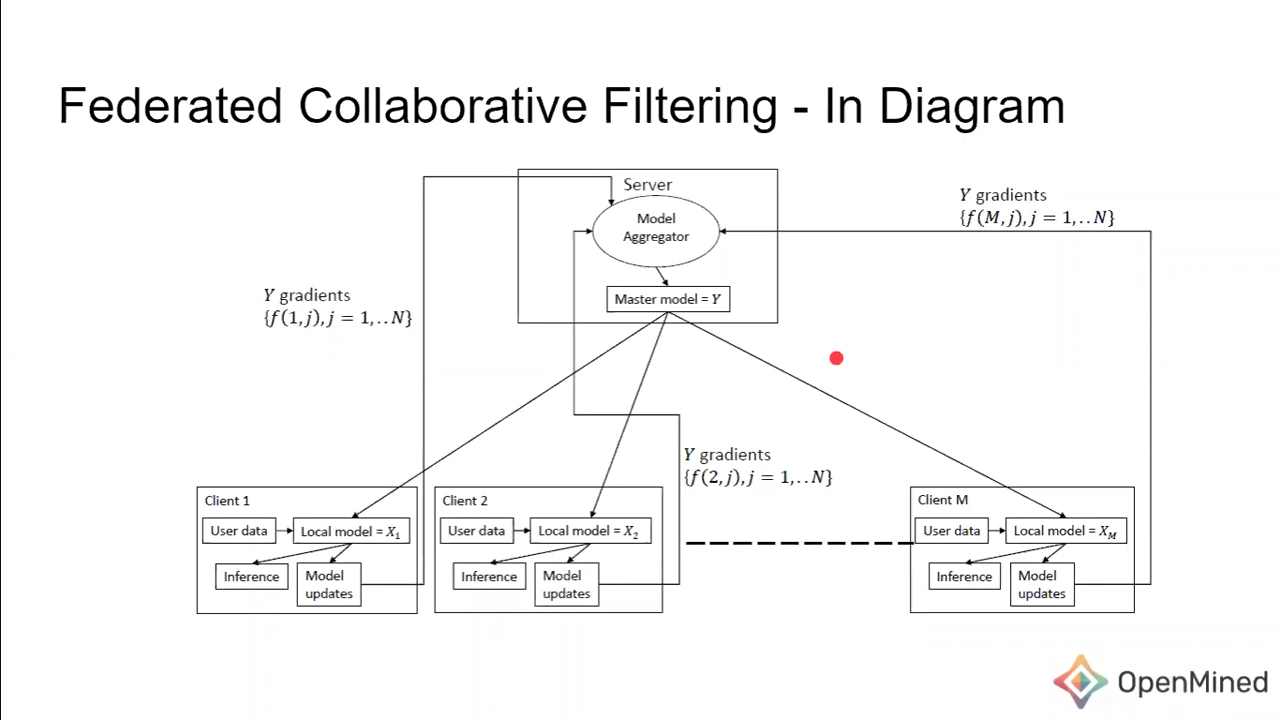 Federated Collaborative Filtering - In Diagram
Server
Model
Aggregator
Master model = Y
Y gradients
{f(1,j),j = 1,..N}
Y gradients
{f(M,j),j = 1,..N}
Y gradients
{f(2,j),j = 1,..N}
Client 1
User data
Local model = X₁
Inference
Model
updates
Client 2
User data
Local model = X₂
Inference
Model
updates
Client M
User data
Local model = X_M
Inference
Model
updates
OpenMined